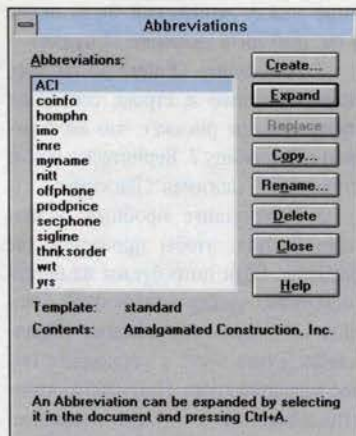 Abbreviations
Abbreviations:
ACI
coinfo
homphn
imo
inre
myname
nitt
offphone
prodprice
secphone
sigline
thnksorder
wrt
yrs
Create...
Expand
Replace
Copy...
Rename...
Delete
Close
Help
Template: standard
Contents: Amalgamated Construction, Inc.
An Abbreviation can be expanded by selecting
it in the document and pressing Ctrl+A.